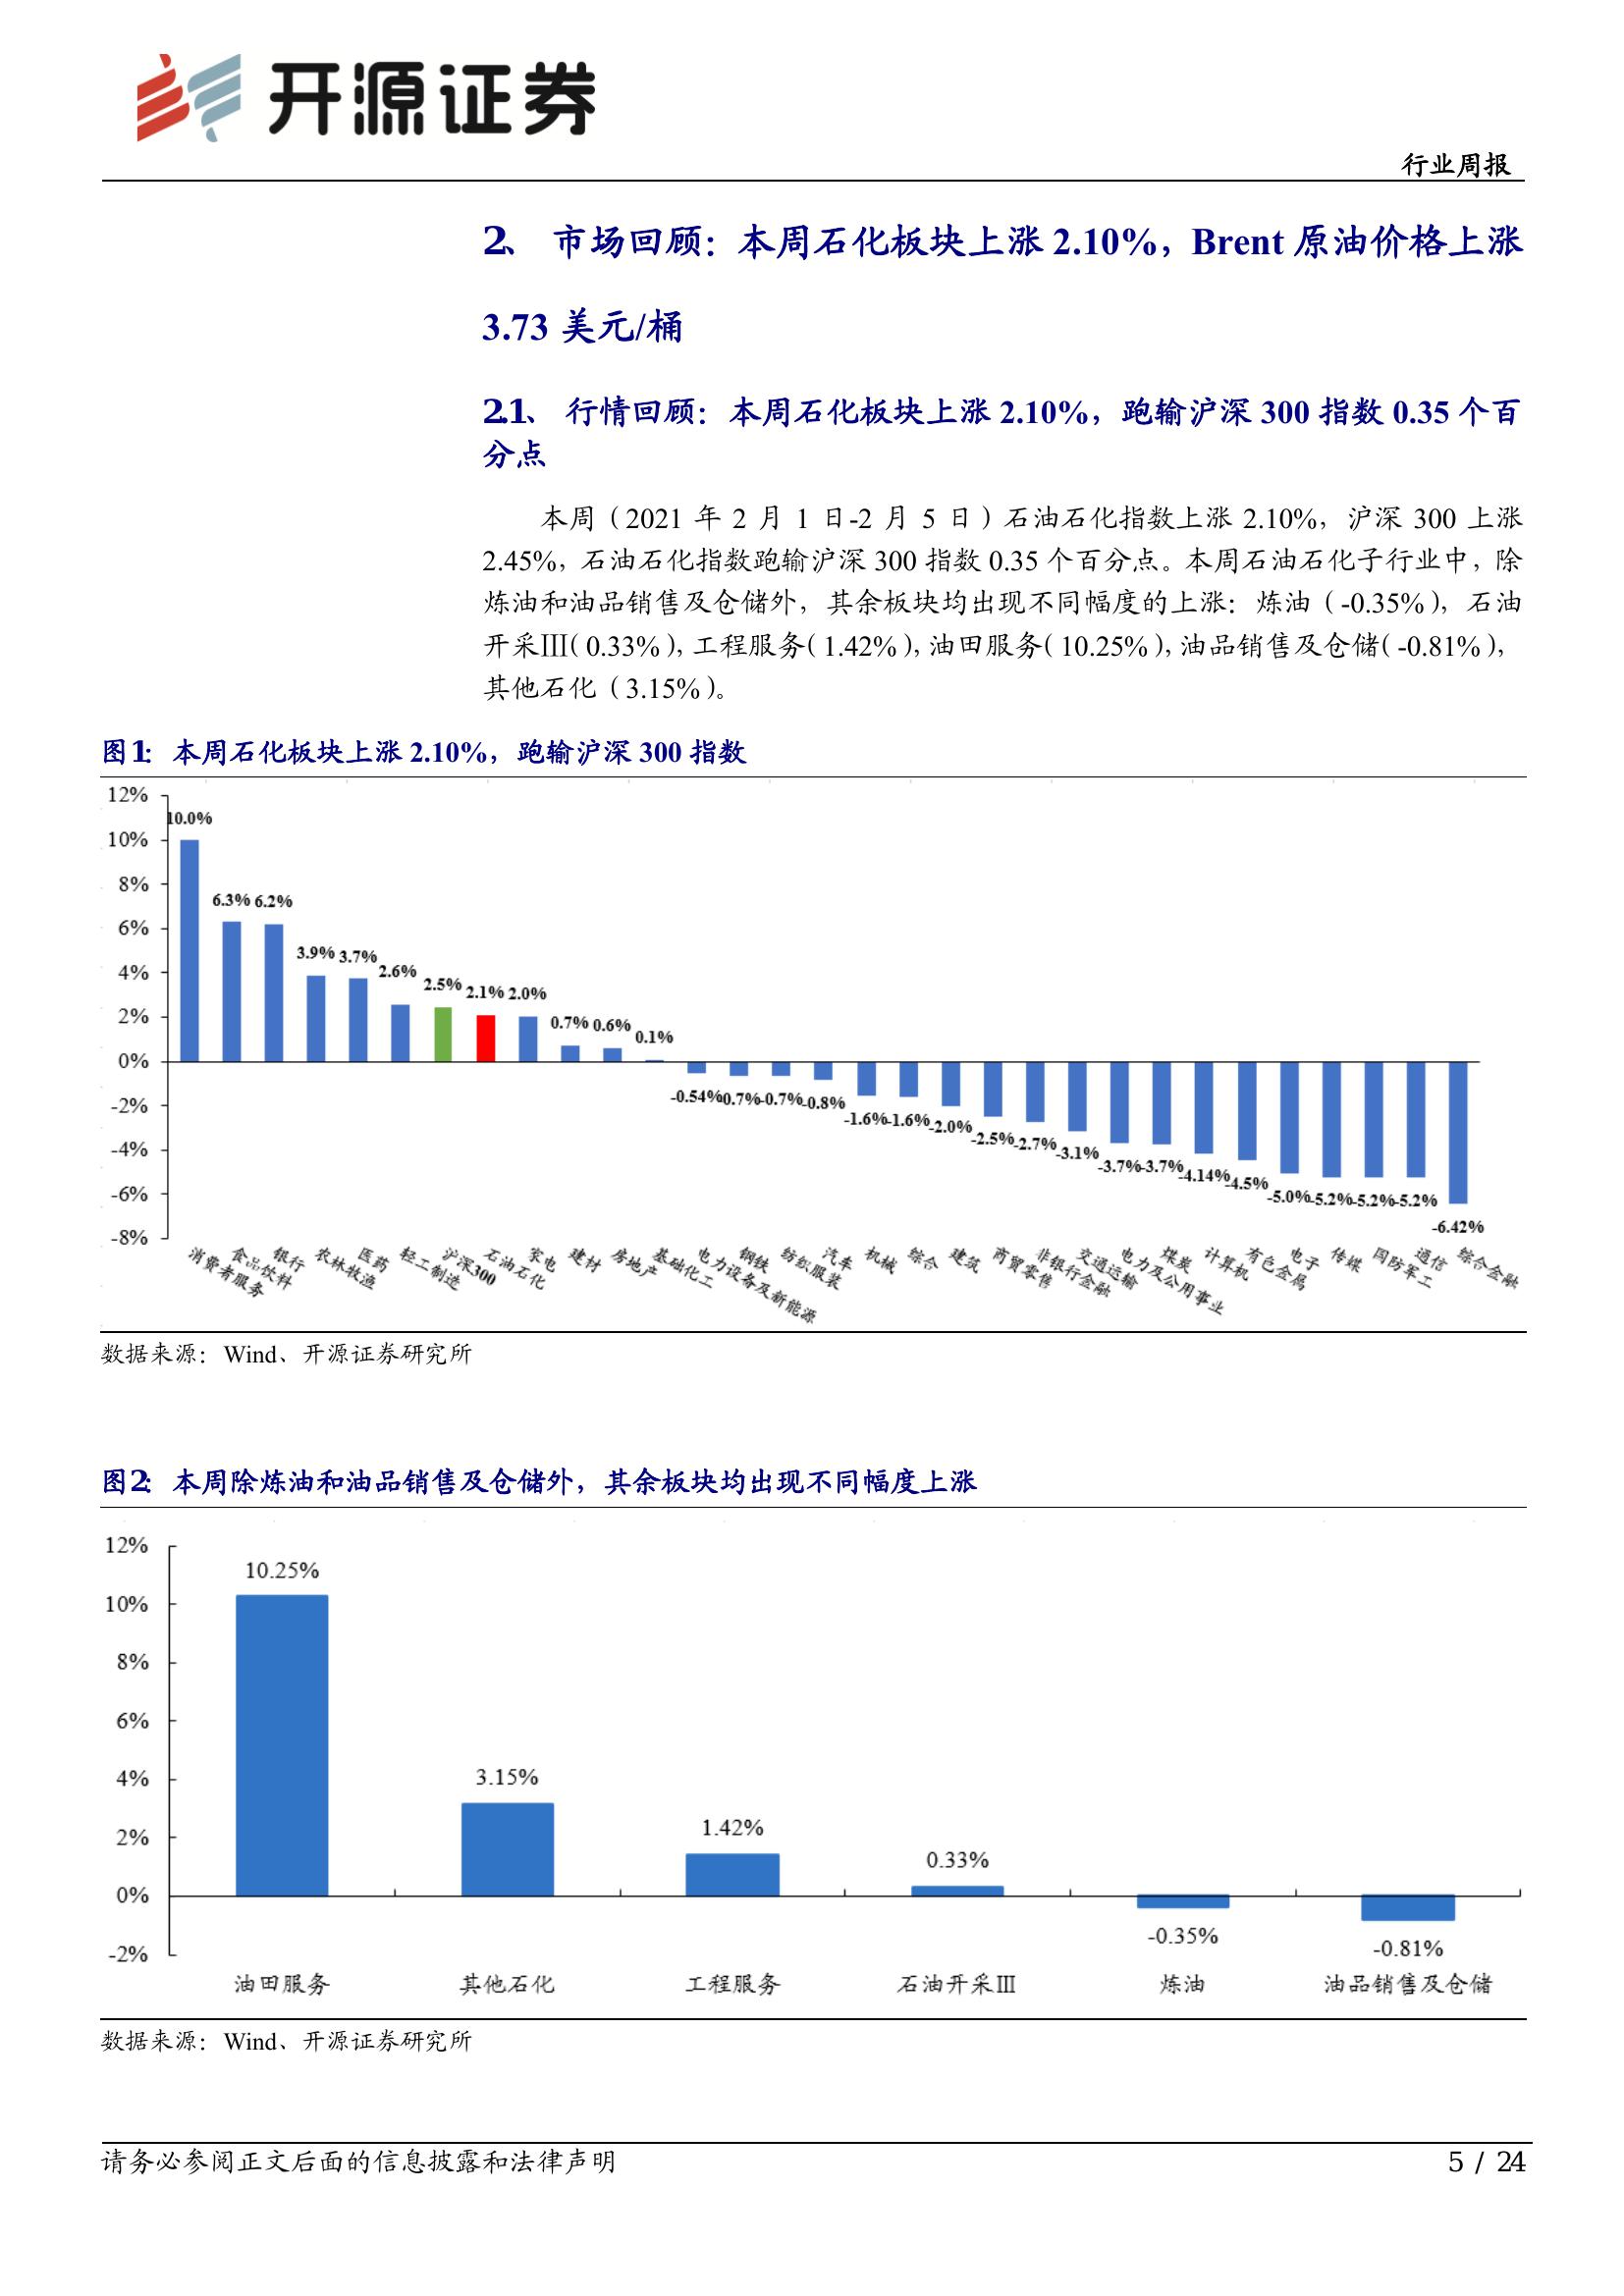 开源证券
行业周报
2、 市场回顾：本周石化板块上涨 2.10%，Brent 原油价格上涨
3.73 美元/桶
2.1、 行情回顾：本周石化板块上涨 2.10%，跑输沪深 300 指数 0.35 个百
分点
本周（2021 年 2 月 1 日-2 月 5 日）石油石化指数上涨 2.10%，沪深 300 上涨
2.45%，石油石化指数跑输沪深 300 指数 0.35 个百分点。本周石油石化子行业中，除
炼油和油品销售及仓储外，其余板块均出现不同幅度的上涨：炼油（-0.35%），石油
开采Ⅲ（0.33%），工程服务（1.42%），油田服务（10.25%），油品销售及仓储（-0.81%），
其他石化（3.15%）。
图1： 本周石化板块上涨 2.10%，跑输沪深 300 指数
12%
10%
8%
6%
4%
2%
0%
-2%
-4%
-6%
-8%
10.0% 6.3% 6.2% 3.9% 3.7% 2.6% 2.5% 2.1% 2.0% 0.7% 0.6% 0.1% -0.54% -0.7% -0.7% -0.8% -1.6% -1.6% -2.0% -2.5% -2.7% -3.1% -3.7% -3.7% -4.14% -4.5% -5.0% -5.2% -5.2% -5.2% -6.42%
消费者服务 食品饮料 银行 农林牧渔 医药 轻工制造 沪深300 石油石化 家电 建材 房地产 基础化工 电力设备及新能源 钢铁 纺织服装 汽车 机械 综合 建筑 商贸零售 非银行金融 交通运输 电力及公用事业 煤炭 计算机 有色金属 电子 传媒 国防军工 通信 综合金融
数据来源：Wind、开源证券研究所
图2： 本周除炼油和油品销售及仓储外，其余板块均出现不同幅度上涨
12%
10%
8%
6%
4%
2%
0%
-2%
10.25% 3.15% 1.42% 0.33% -0.35% -0.81%
油田服务 其他石化 工程服务 石油开采Ⅲ 炼油 油品销售及仓储
数据来源：Wind、开源证券研究所
请务必参阅正文后面的信息披露和法律声明 5 / 24